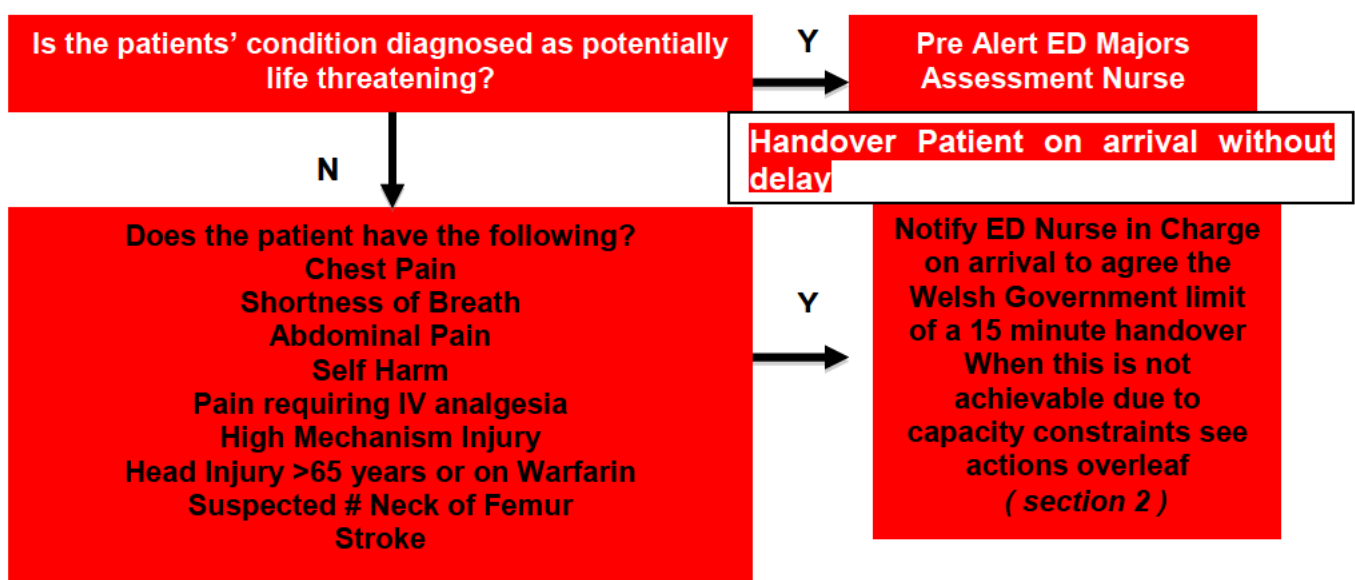 Is the patients’ condition diagnosed as potentially
life threatening?
Y
Pre Alert ED Majors
Assessment Nurse
Handover Patient on arrival without
delay
N
Does the patient have the following?
Chest Pain
Shortness of Breath
Abdominal Pain
Self Harm
Pain requiring IV analgesia
High Mechanism Injury
Head Injury >65 years or on Warfarin
Suspected # Neck of Femur
Stroke
Y
Notify ED Nurse in Charge
on arrival to agree the
Welsh Government limit
of a 15 minute handover
When this is not
achievable due to
capacity constraints see
actions overleaf
( section 2 )